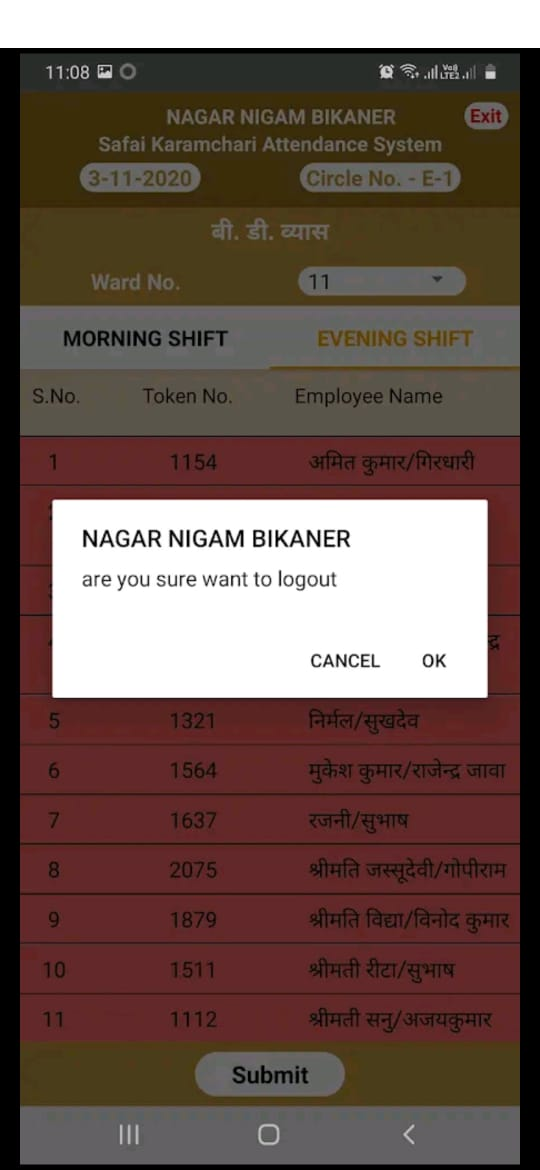 11:08
NAGAR NIGAM BIKANER
Exit
Safai Karamchari Attendance System
3-11-2020
Circle No. - E-1
बी. डी. व्यास
Ward No. 11
MORNING SHIFT EVENING SHIFT
S.No. Token No. Employee Name
1 1154 अमित कुमार/गिरधारी
NAGAR NIGAM BIKANER
are you sure want to logout
CANCEL OK
5 1321 निर्मल/सुखदेव
6 1564 मुकेश कुमार/राजेन्द्र जावा
7 1637 रजनी/सुभाष
8 2075 श्रीमति जस्सूदेवी/गोपीराम
9 1879 श्रीमति विद्या/विनोद कुमार
10 1511 श्रीमती रीटा/सुभाष
11 1112 श्रीमती सनु/अजयकुमार
Submit